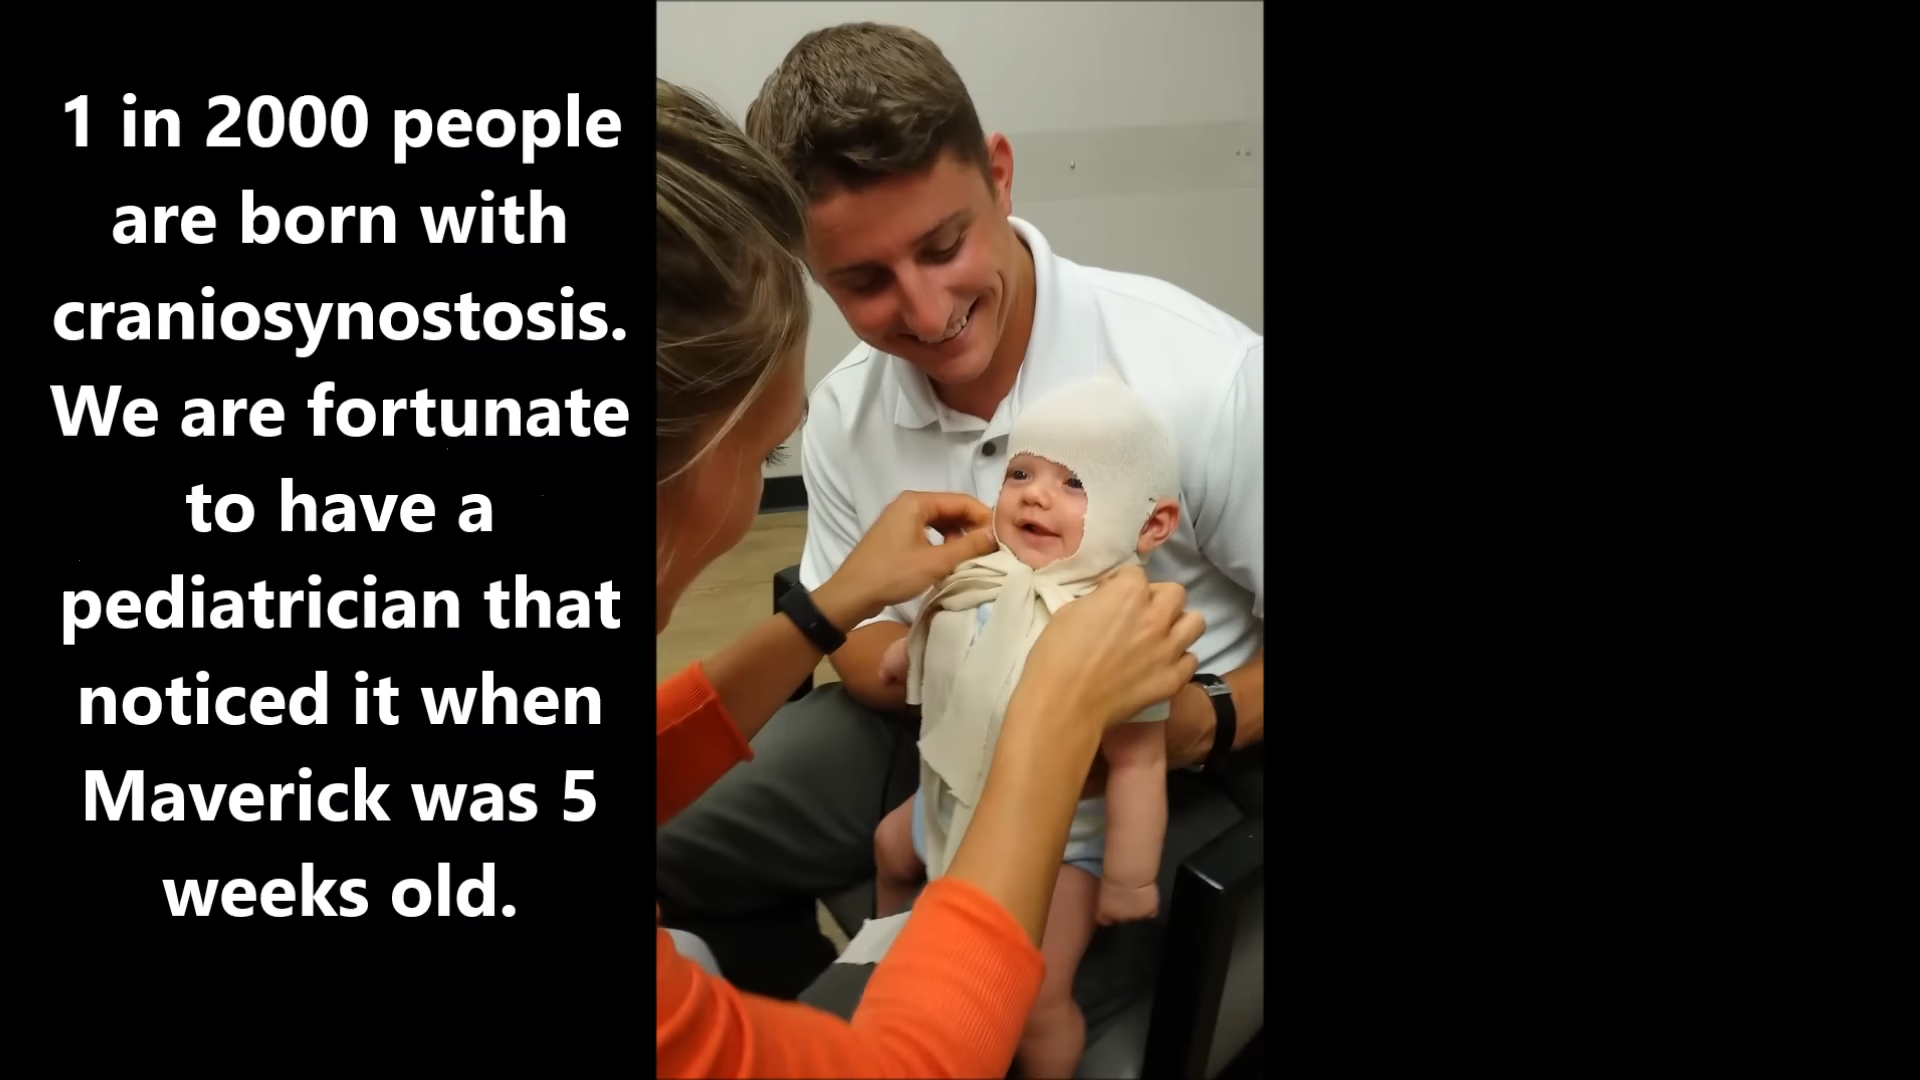 1 in 2000 people
are born with
craniosynostosis.
We are fortunate
to have a
pediatrician that
noticed it when
Maverick was 5
weeks old.